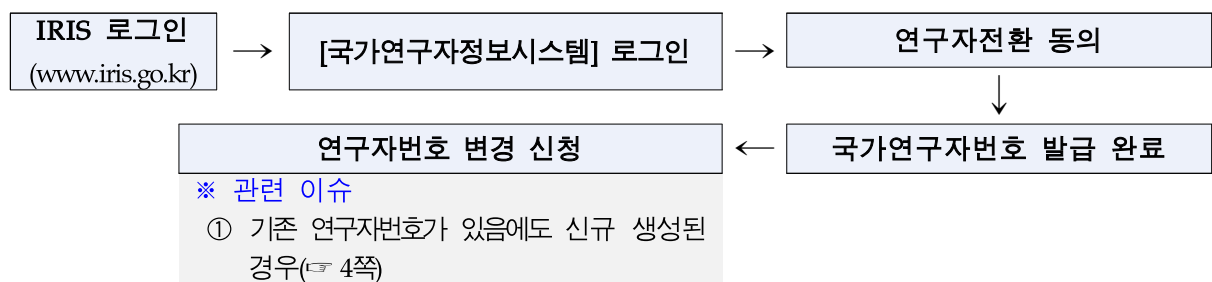 IRIS 로그인
(www.iris.go.kr)
[국가연구자정보시스템] 로그인
연구자전환 동의
국가연구자번호 발급 완료
연구자번호 변경 신청
※ 관련 이슈
① 기존 연구자번호가 있음에도 신규 생성된
경우(☞ 4쪽)